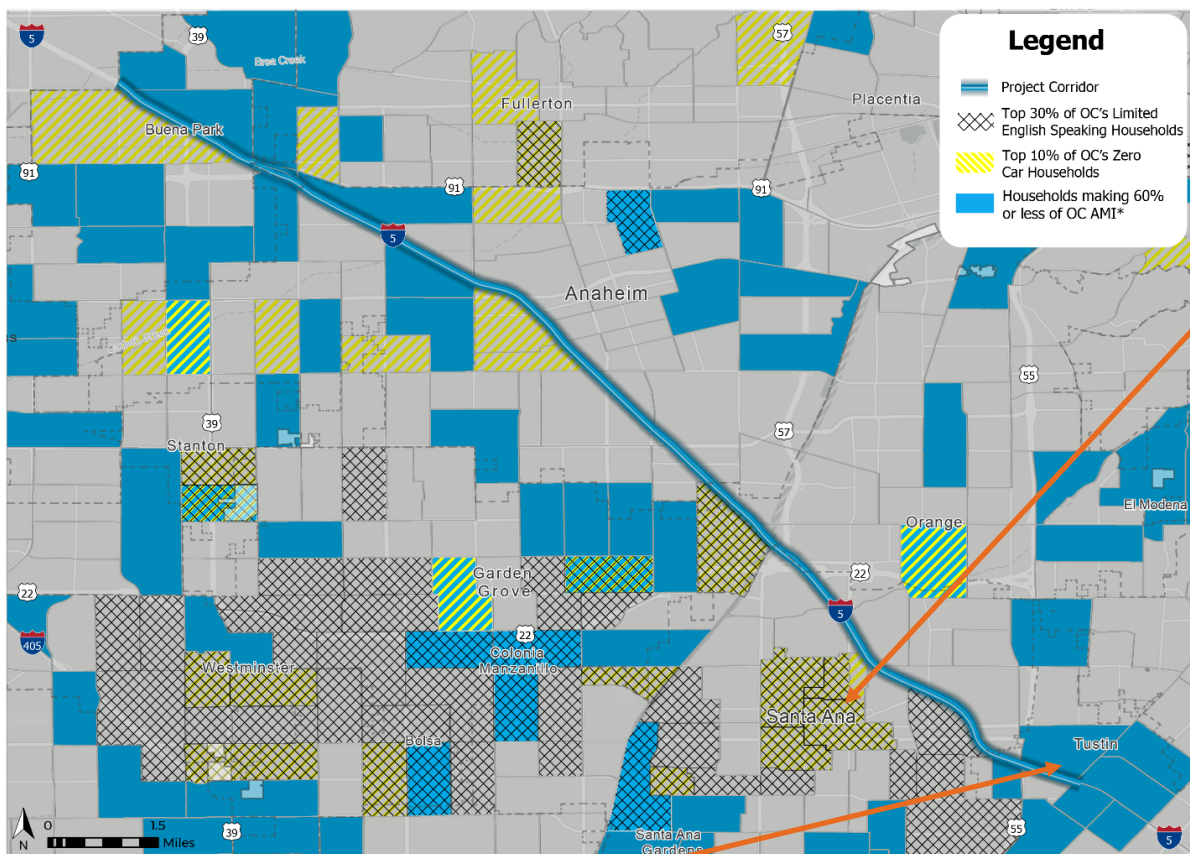 Legend
Project Corridor
Top 30% of OC's Limited
English Speaking Households
Top 10% of OC's Zero
Car Households
Households making 60%
or less of OC AMI*
5
39
57
Brea Creek
Fullerton
Placentia
Buena Park
91
91
91
5
Anaheim
55
39
57
Stanton
El Modena
Orange
22
Garden
Grove
22
5
405
22
Colonia
Manzanillo
Westminster
Santa Ana
Bolsa
Tustin
0
1.5
Miles
N
39
Santa Ana
Gardens
55
5